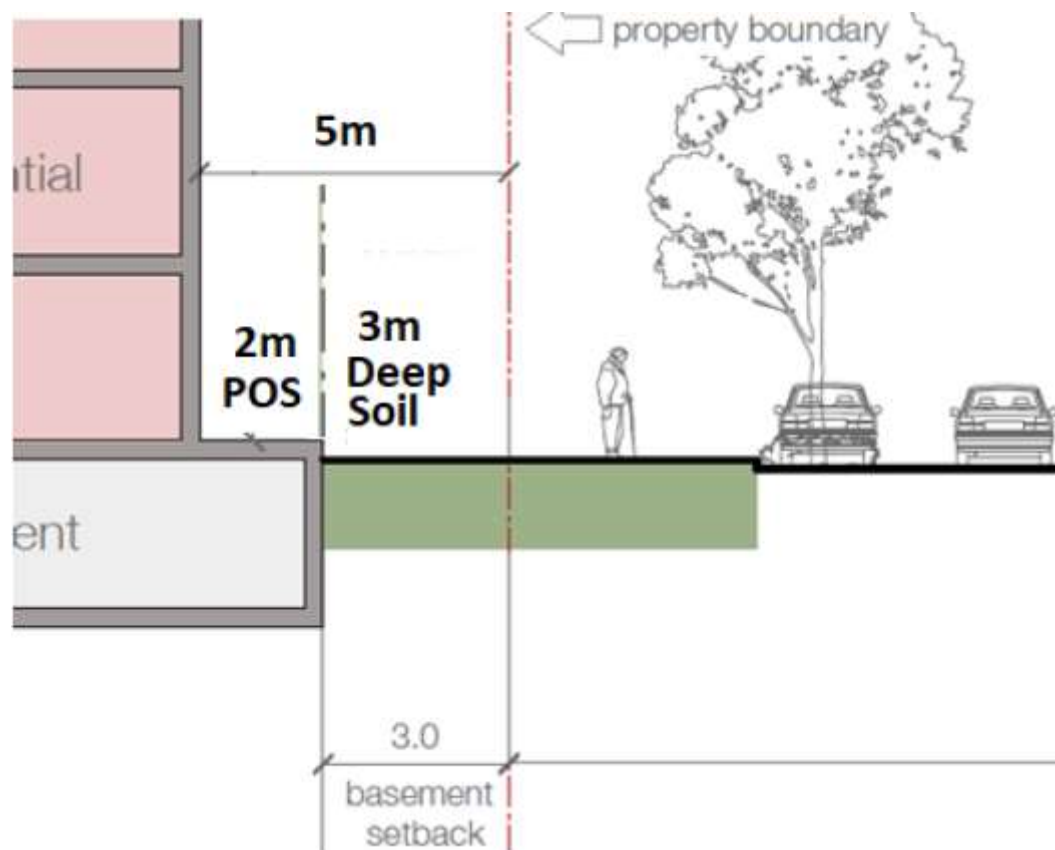 property boundary
5m
ntial
2m
POS
3m
Deep
Soil
ent
3.0
basement
setback